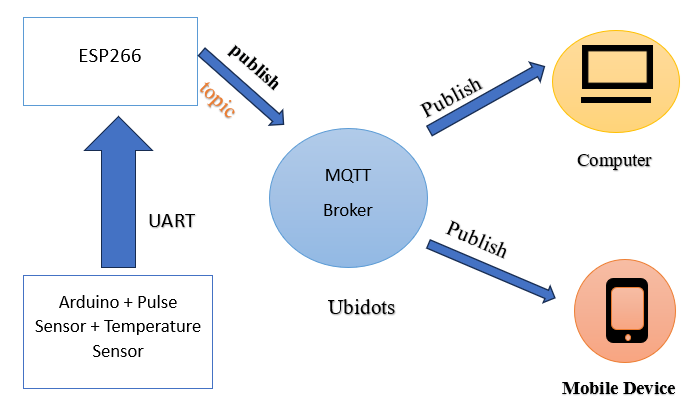 ESP266
publish
topic
UART
Arduino + Pulse
Sensor + Temperature
Sensor
MQTT
Broker
Ubidots
Publish
Computer
Publish
Mobile Device